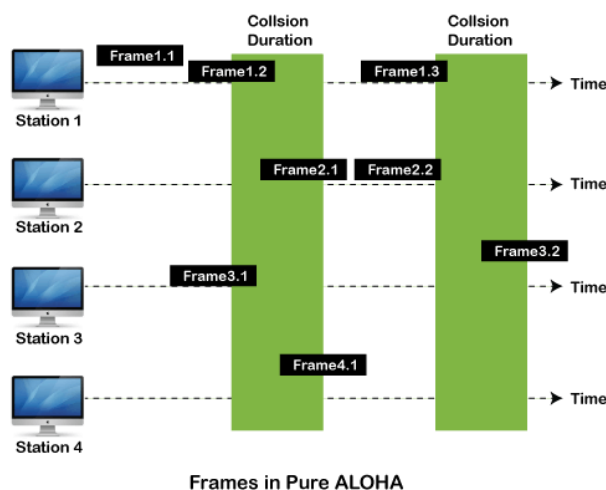 Collsion
Duration
Collsion
Duration
Frame1.1
Frame1.2
Frame1.3
Time
Station 1
Frame2.1
Frame2.2
Time
Station 2
Frame3.2
Frame3.1
Time
Station 3
Frame4.1
Time
Station 4
Frames in Pure ALOHA